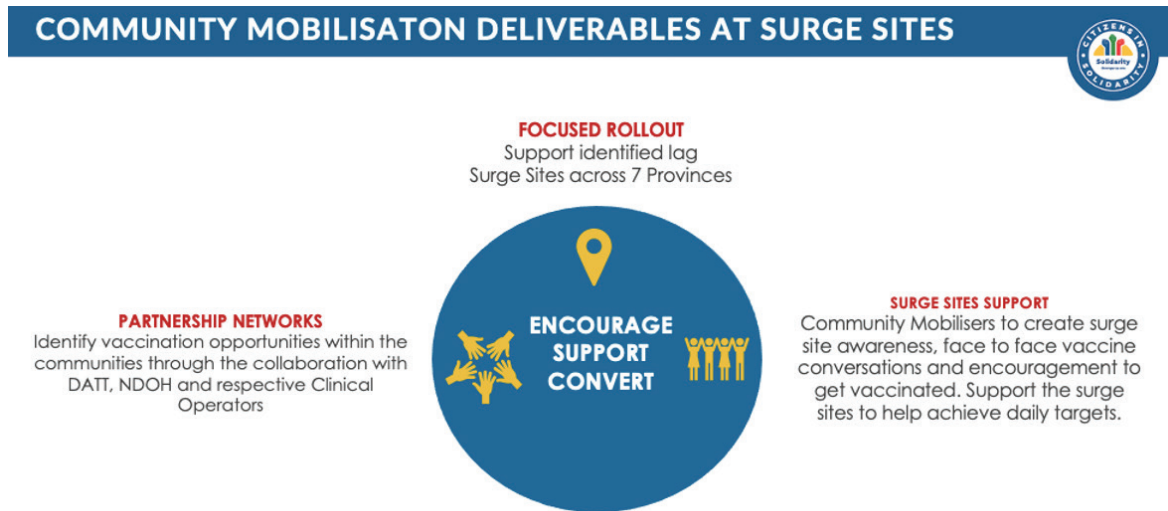 COMMUNITY MOBILISATON DELIVERABLES AT SURGE SITES
CITIZENS IN
SOLIDARITY
Solidarity
FOCUSED ROLLOUT
Support identified lag
Surge Sites across 7 Provinces
PARTNERSHIP NETWORKS
Identify vaccination opportunities within the
communities through the collaboration with
DATT, NDOH and respective Clinical
Operators
ENCOURAGE
SUPPORT
CONVERT
SURGE SITES SUPPORT
Community Mobilisers to create surge
site awareness, face to face vaccine
conversations and encouragement to
get vaccinated. Support the surge
sites to help achieve daily targets.